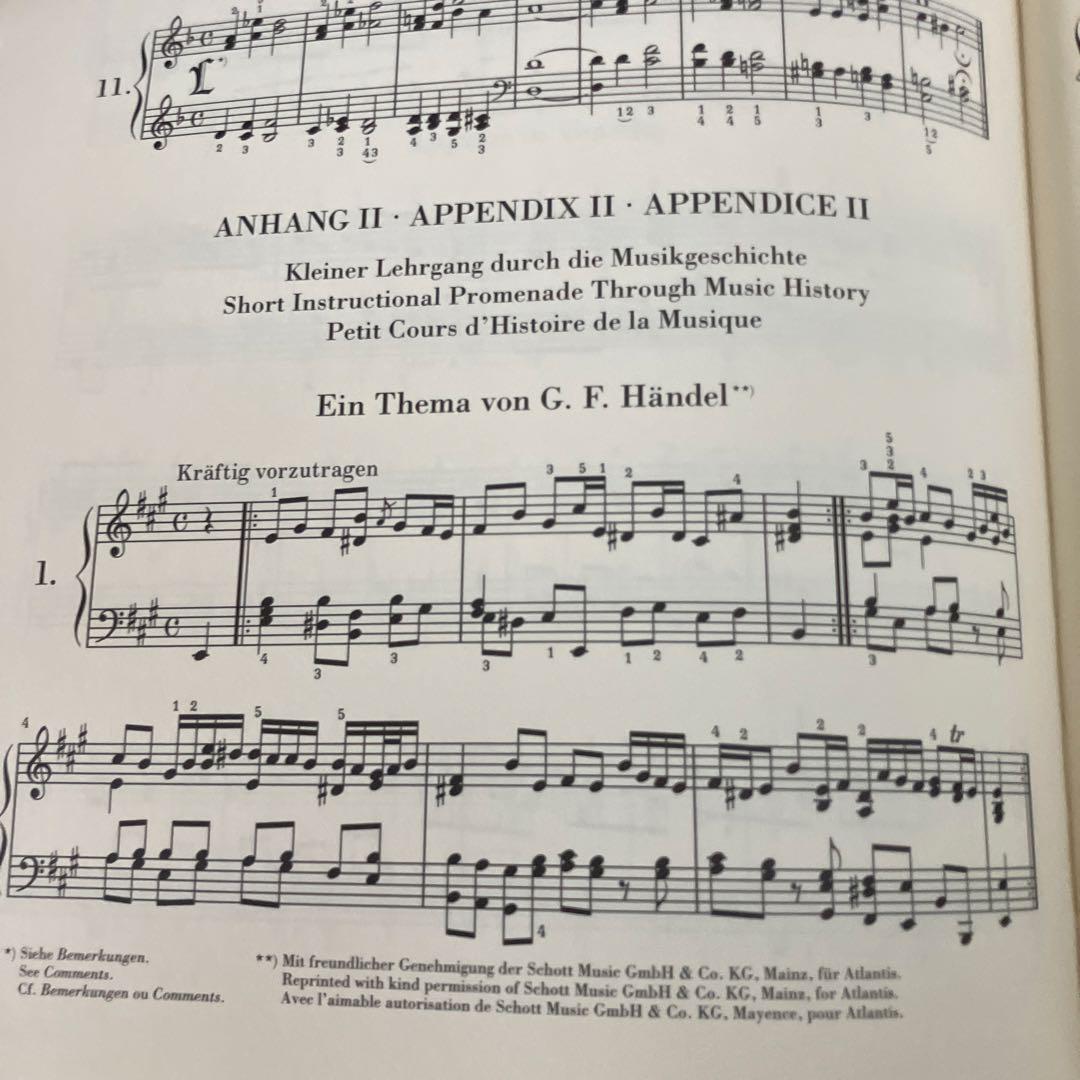 11.
*)
ANHANG II · APPENDIX II · APPENDICE II
Kleiner Lehrgang durch die Musikgeschichte
Short Instructional Promenade Through Music History
Petit Cours d'Histoire de la Musique
Ein Thema von G. F. Händel**)
Kräftig vorzutragen
1.
4
tr
*) Siehe Bemerkungen.
See Comments.
Cf. Bemerkungen ou Comments.
**) Mit freundlicher Genehmigung der Schott Music GmbH & Co. KG, Mainz, für Atlantis.
Reprinted with kind permission of Schott Music GmbH & Co. KG, Mainz, for Atlantis.
Avec l'aimable autorisation de Schott Music GmbH & Co. KG, Mayence, pour Atlantis.